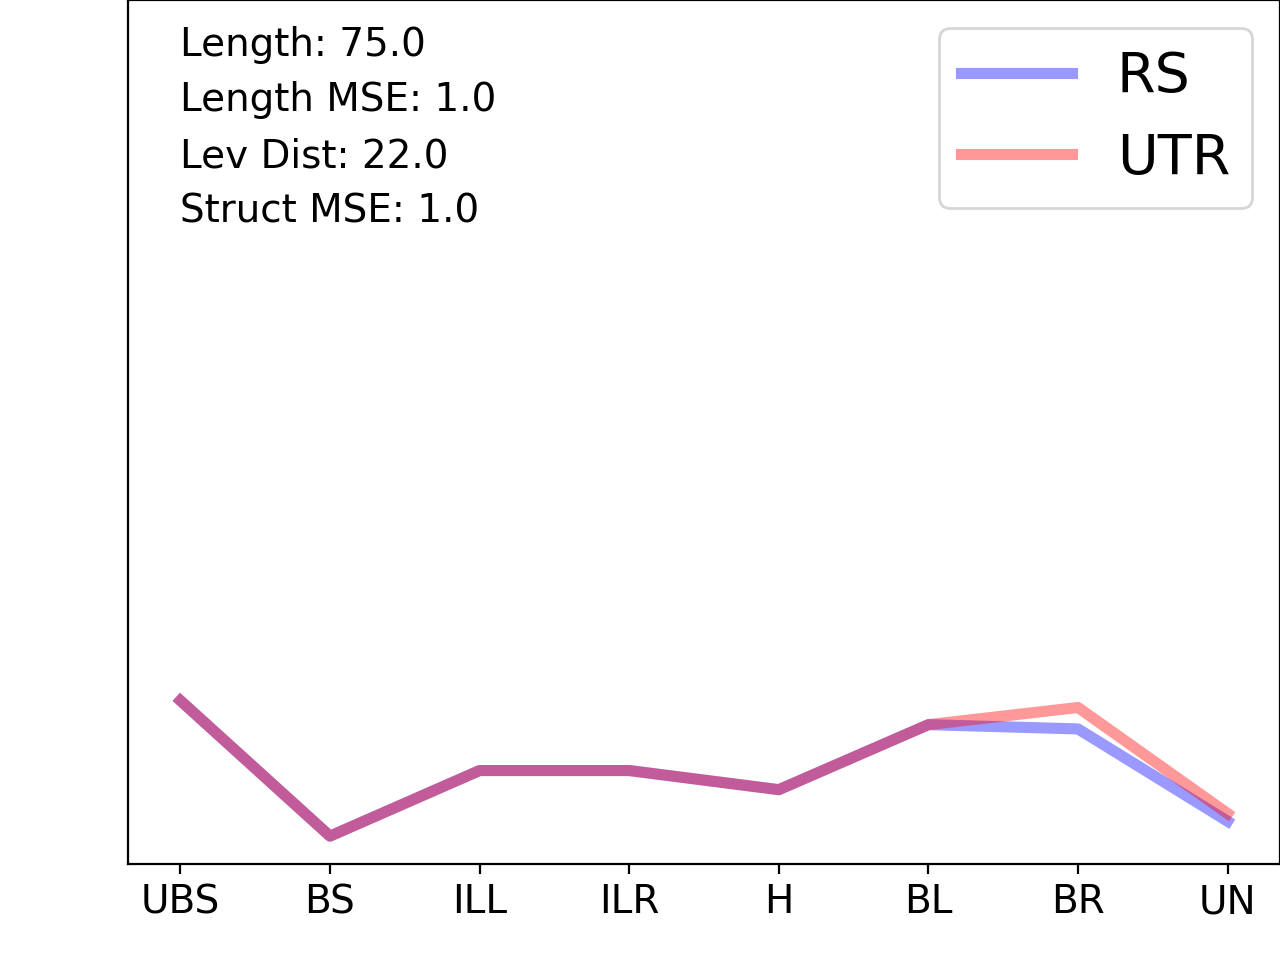 Length: 75.0
Length MSE: 1.0
Lev Dist: 22.0
Struct MSE: 1.0
RS
UTR
UBS BS ILL ILR H BL BR UN